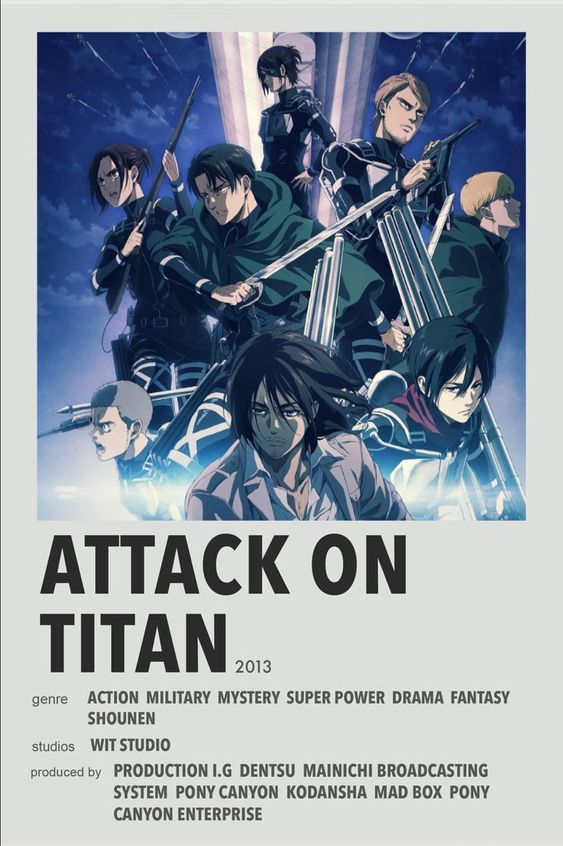 ATTACK ON
TITAN 2013
genre ACTION MILITARY MYSTERY SUPER POWER DRAMA FANTASY
SHOUNEN
studios WIT STUDIO
produced by PRODUCTION I.G DENTSU MAINICHI BROADCASTING
SYSTEM PONY CANYON KODANSHA MAD BOX PONY
CANYON ENTERPRISE